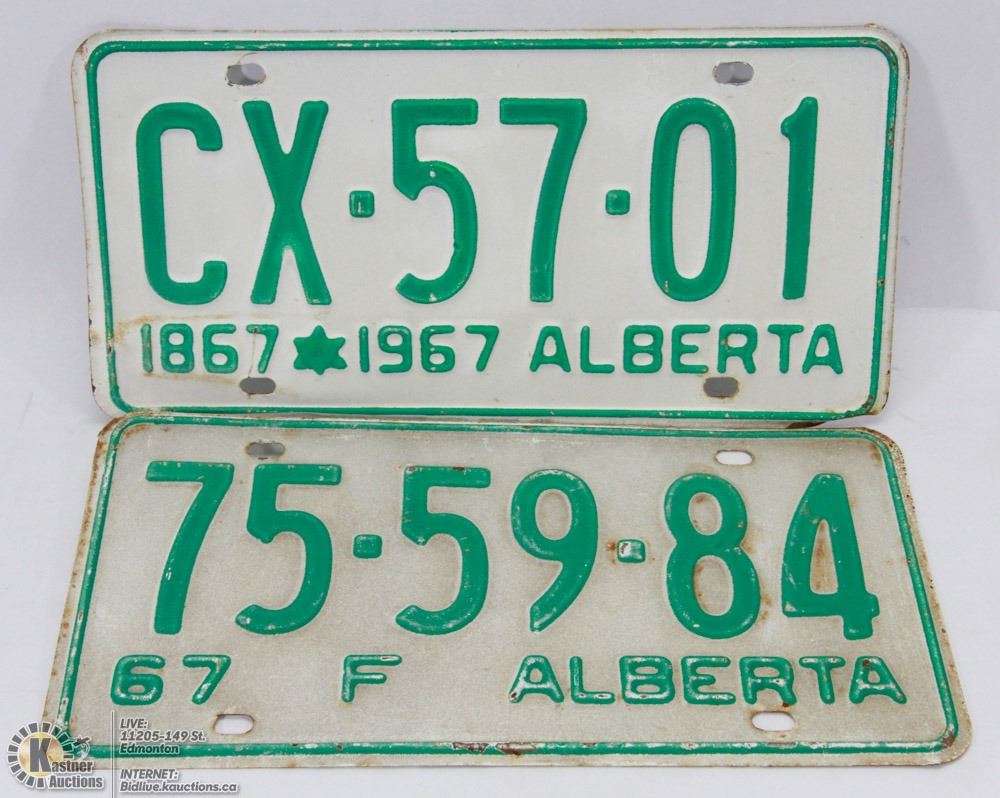 CX·57·01
1867 ✶ 1967 ALBERTA
75·59·84
67 F ALBERTA
Kastner
Auctions
LIVE:
11205-149 St.
Edmonton
INTERNET:
Bidlive.kauctions.ca